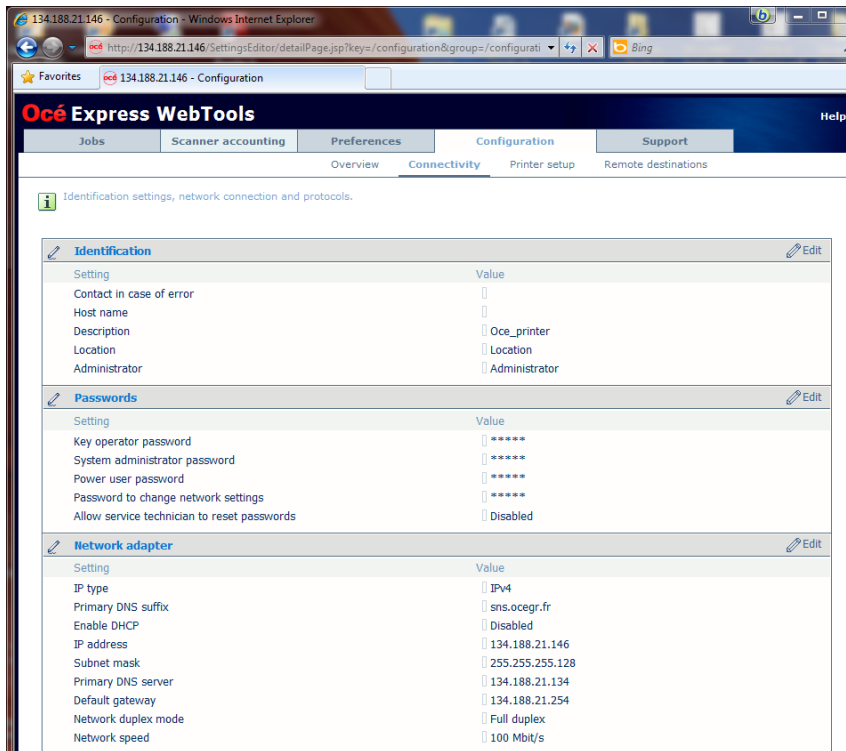 134.188.21.146 - Configuration - Windows Internet Explorer
océ http://134.188.21.146/SettingsEditor/detailPage.jsp?key=/configuration&group=/configurati Bing
Favorites océ 134.188.21.146 - Configuration
Océ Express WebTools Help
Jobs Scanner accounting Preferences Configuration Support
Overview Connectivity Printer setup Remote destinations
Identification settings, network connection and protocols.
Identification Edit
Setting Value
Contact in case of error
Host name
Description Oce_printer
Location Location
Administrator Administrator
Passwords Edit
Setting Value
Key operator password *****
System administrator password *****
Power user password *****
Password to change network settings *****
Allow service technician to reset passwords Disabled
Network adapter Edit
Setting Value
IP type IPv4
Primary DNS suffix sns.ocegr.fr
Enable DHCP Disabled
IP address 134.188.21.146
Subnet mask 255.255.255.128
Primary DNS server 134.188.21.134
Default gateway 134.188.21.254
Network duplex mode Full duplex
Network speed 100 Mbit/s